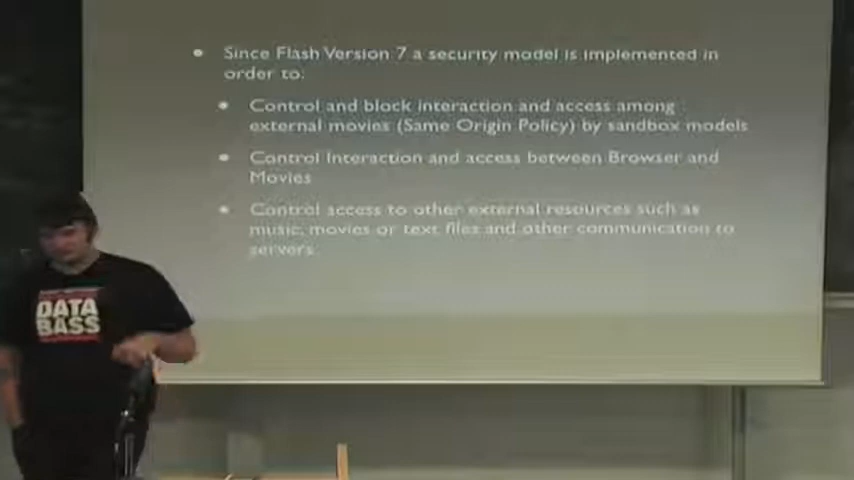 Since Flash Version 7 a security model is implemented in
order to:
Control and block interaction and access among
external movies (Same Origin Policy) by sandbox models
Control Interaction and access between Browser and
Movies
Control access to other external resources such as
music, movies or text files and other communication to
servers.
DATA
BASS